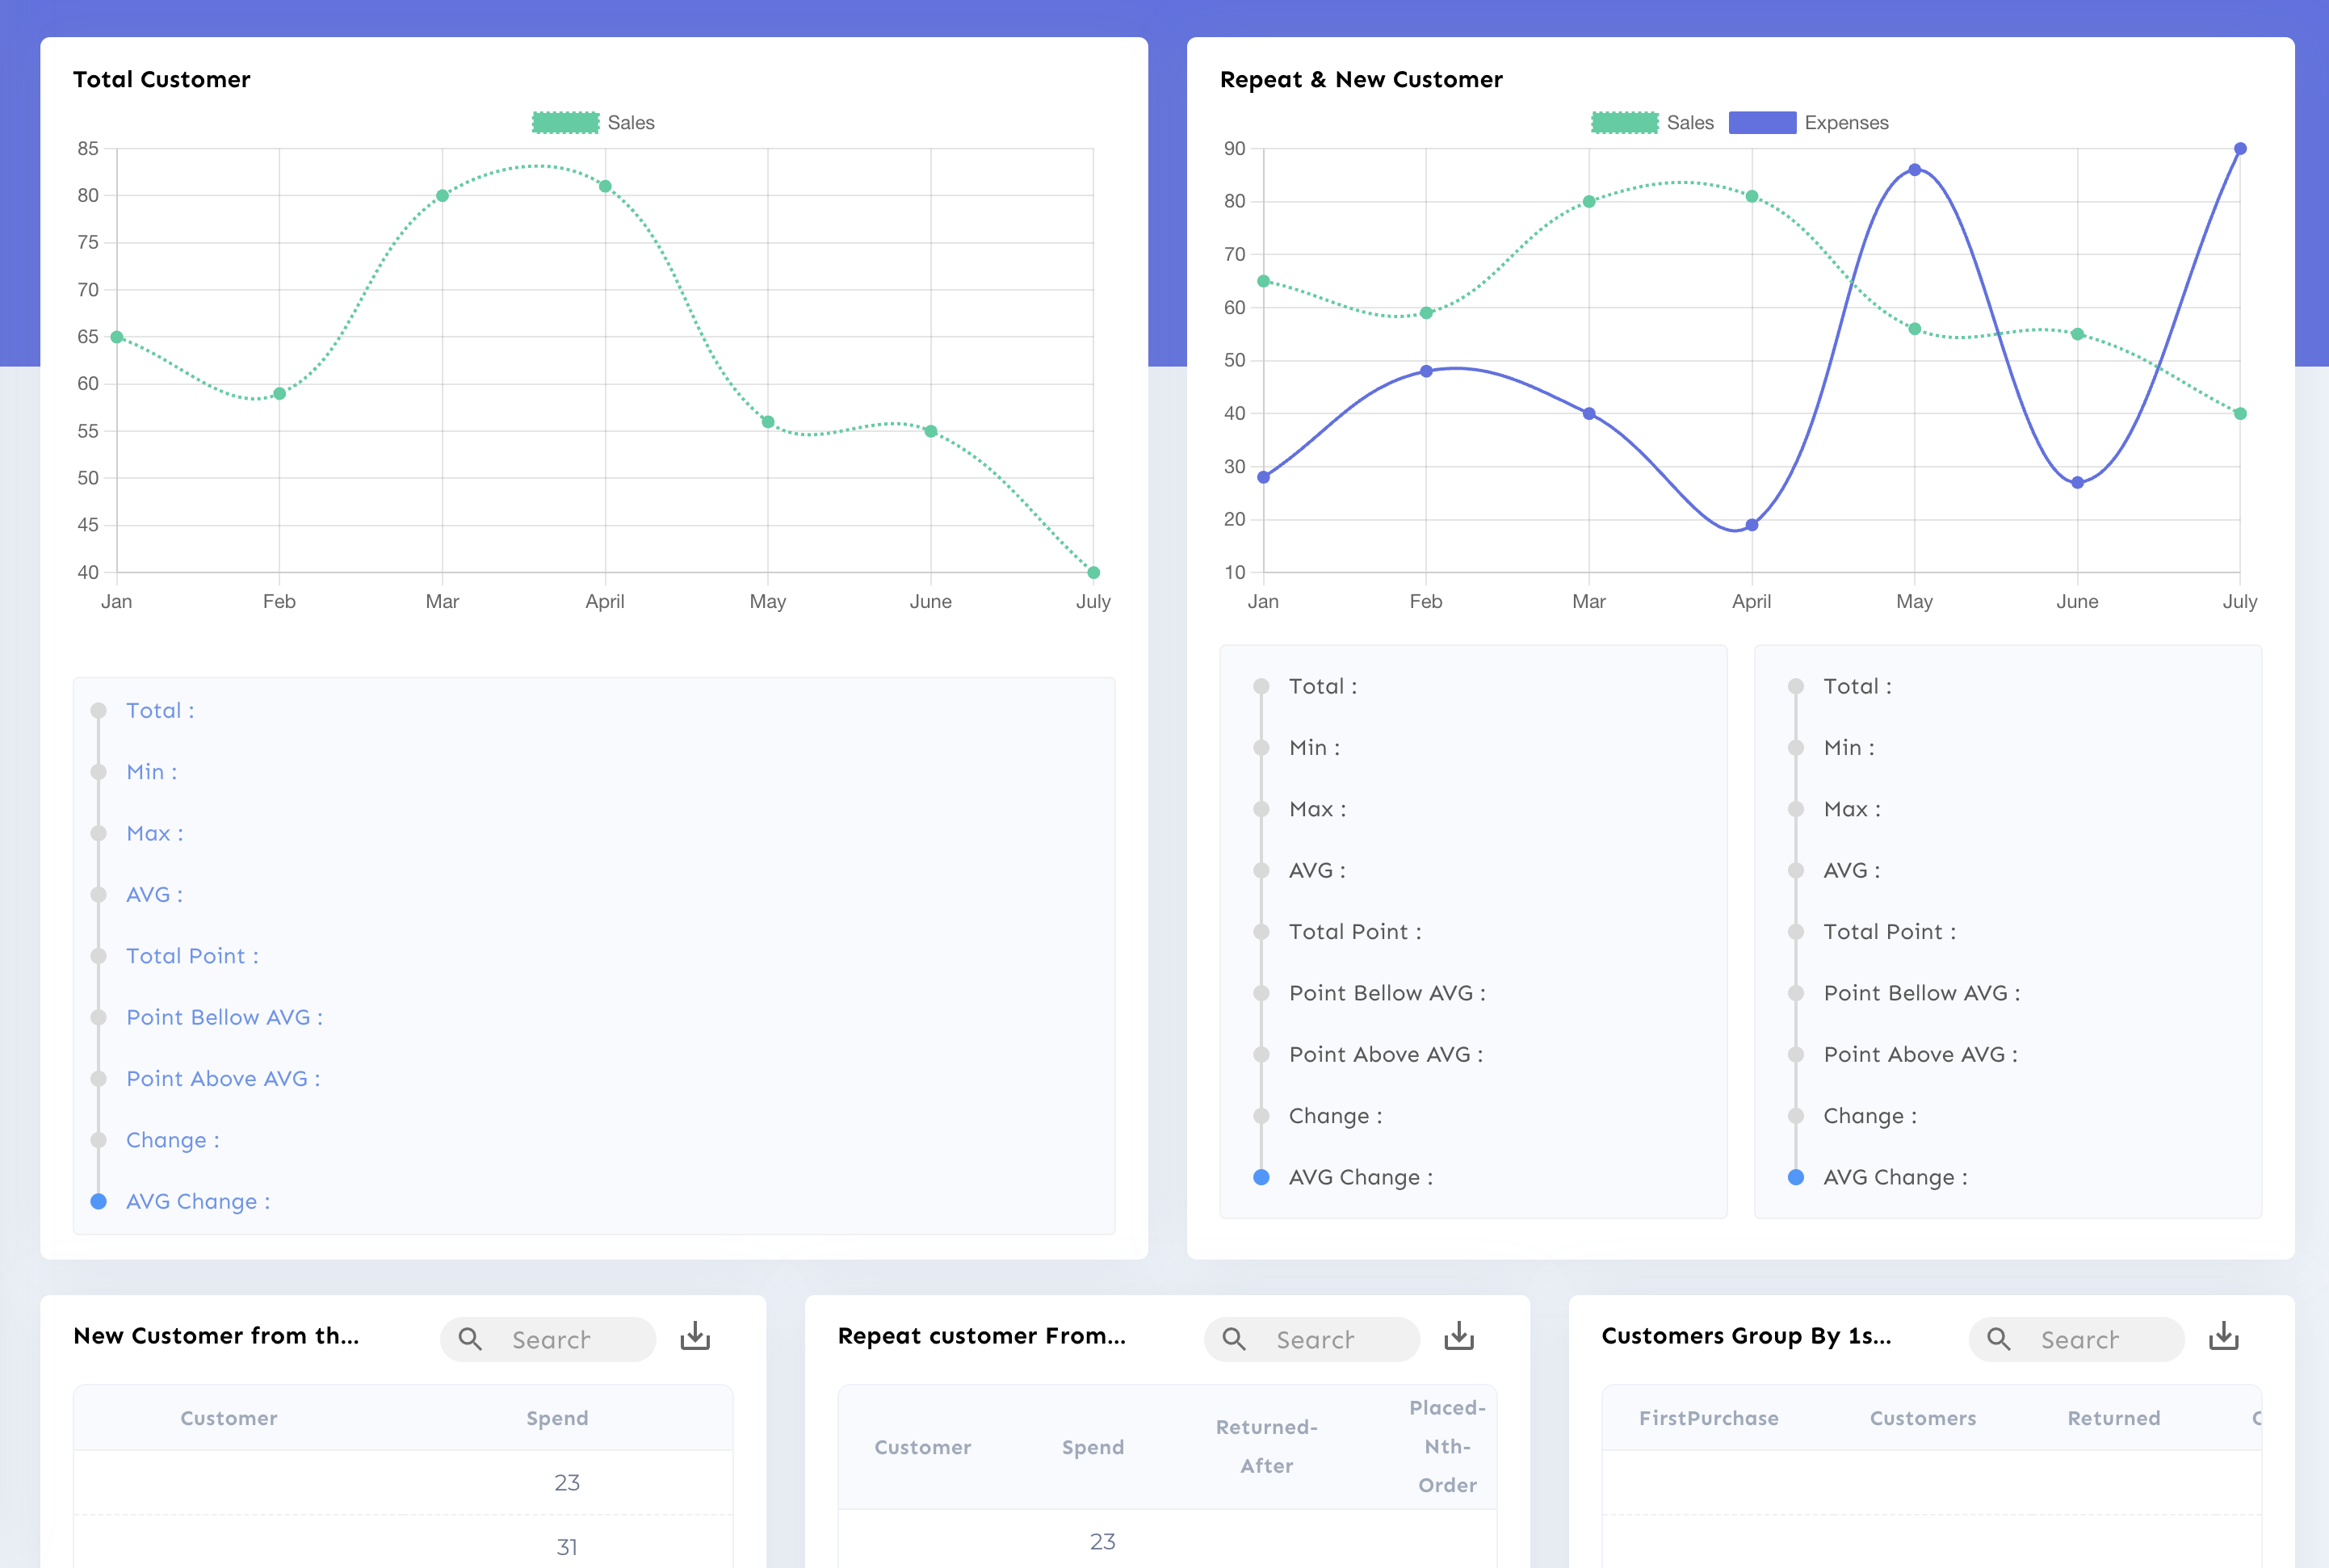 Total Customer
Sales
85
80
75
70
65
60
55
50
45
40
Jan Feb Mar April May June July
Total :
Min :
Max :
AVG :
Total Point :
Point Bellow AVG :
Point Above AVG :
Change :
AVG Change :
Repeat & New Customer
Sales Expenses
90
80
70
60
50
40
30
20
10
Jan Feb Mar April May June July
Total :
Min :
Max :
AVG :
Total Point :
Point Bellow AVG :
Point Above AVG :
Change :
AVG Change :
Total :
Min :
Max :
AVG :
Total Point :
Point Bellow AVG :
Point Above AVG :
Change :
AVG Change :
New Customer from th...
Search
Customer Spend
23
31
Repeat customer From...
Search
Customer Spend Returned-After Placed-Nth-Order
23
Customers Group By 1s...
Search
FirstPurchase Customers Returned